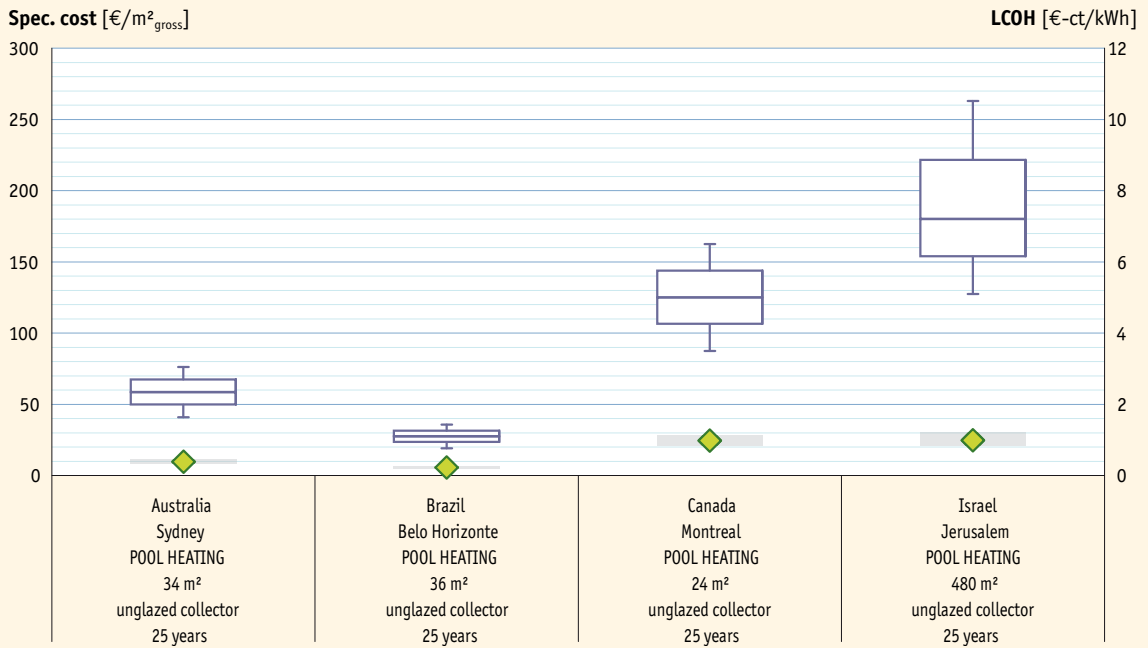 Spec. cost [€/m²gross] LCOH [€-ct/kWh]
300 12
250 10
200 8
150 6
100 4
50 2
0 0
Australia Brazil Canada Israel
Sydney Belo Horizonte Montreal Jerusalem
POOL HEATING POOL HEATING POOL HEATING POOL HEATING
34 m² 36 m² 24 m² 480 m²
unglazed collector unglazed collector unglazed collector unglazed collector
25 years 25 years 25 years 25 years